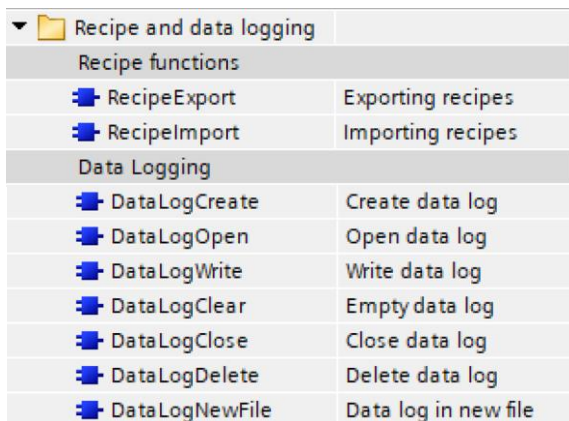 Recipe and data logging
Recipe functions
RecipeExport Exporting recipes
RecipeImport Importing recipes
Data Logging
DataLogCreate Create data log
DataLogOpen Open data log
DataLogWrite Write data log
DataLogClear Empty data log
DataLogClose Close data log
DataLogDelete Delete data log
DataLogNewFile Data log in new file